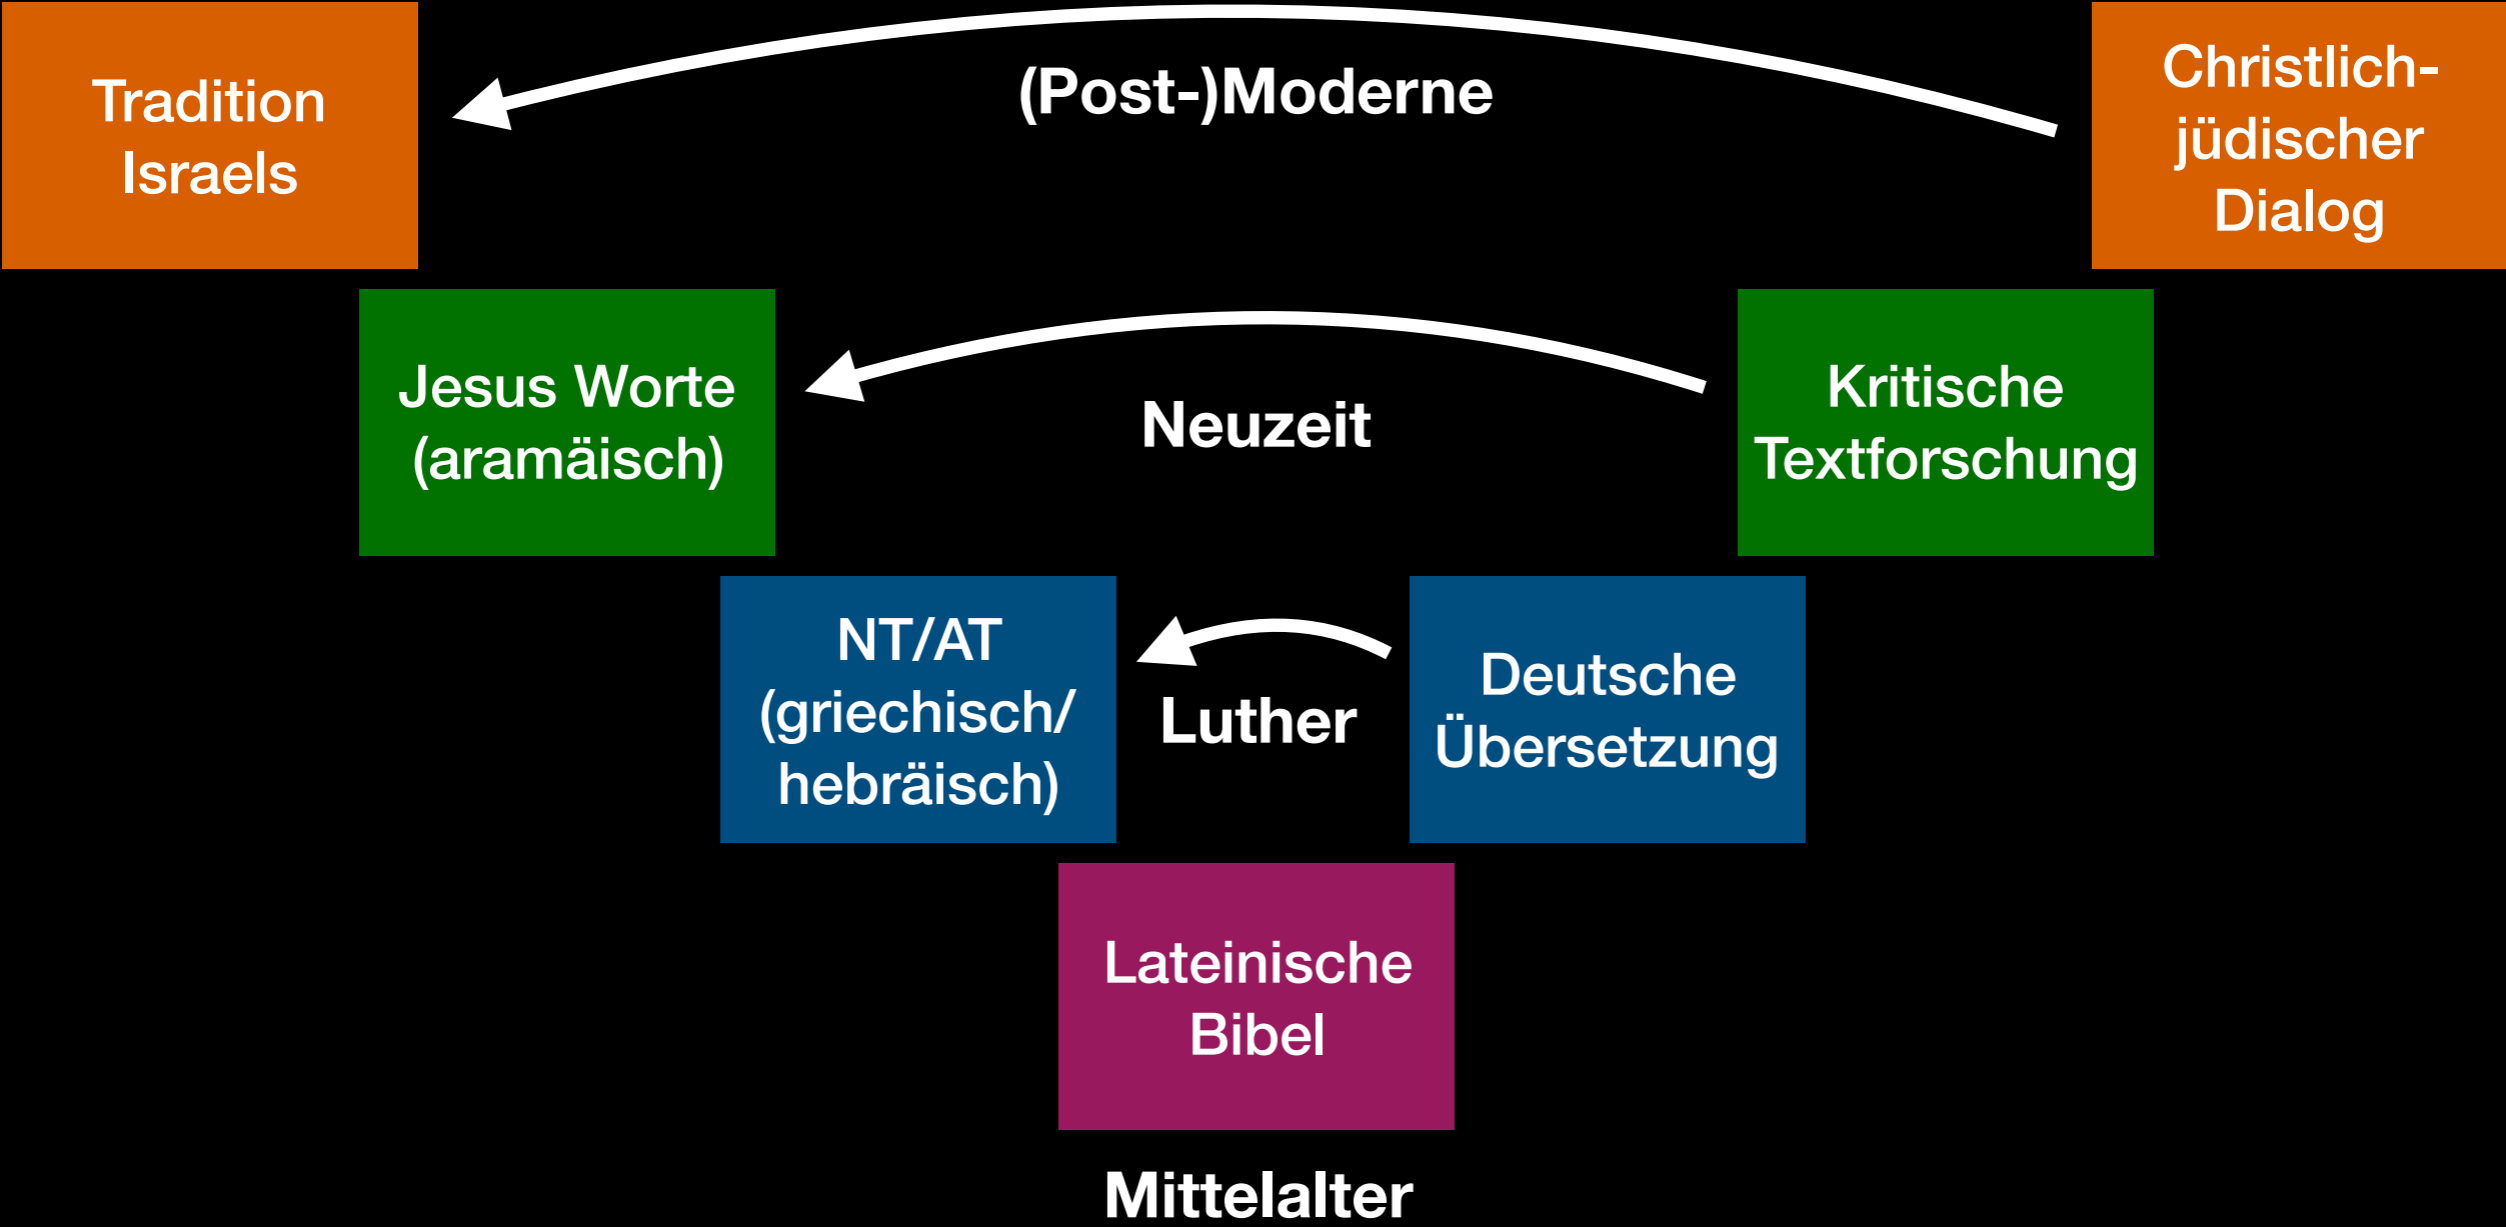 Tradition
Israels
(Post-)Moderne
Christlich-
jüdischer
Dialog
Jesus Worte
(aramäisch)
Neuzeit
Kritische
Textforschung
NT/AT
(griechisch/
hebräisch)
Luther
Deutsche
Übersetzung
Lateinische
Bibel
Mittelalter